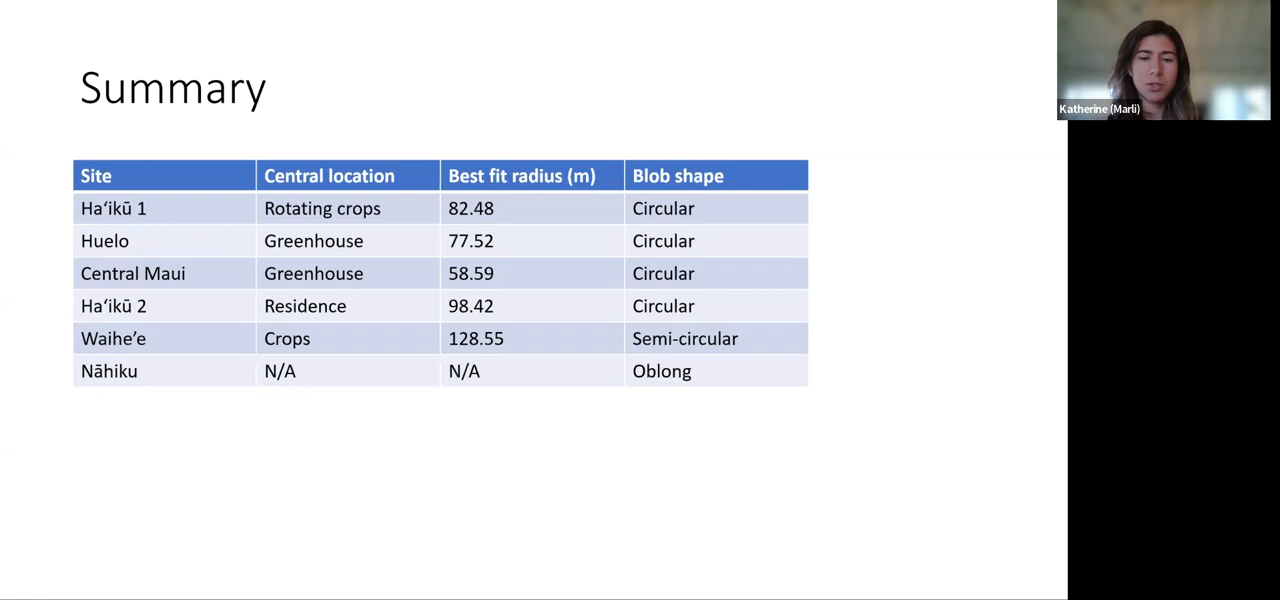 Summary
Site Central location Best fit radius (m) Blob shape
Haʻikū 1 Rotating crops 82.48 Circular
Huelo Greenhouse 77.52 Circular
Central Maui Greenhouse 58.59 Circular
Haʻikū 2 Residence 98.42 Circular
Waihe’e Crops 128.55 Semi-circular
Nāhiku N/A N/A Oblong
Katherine (Marli)